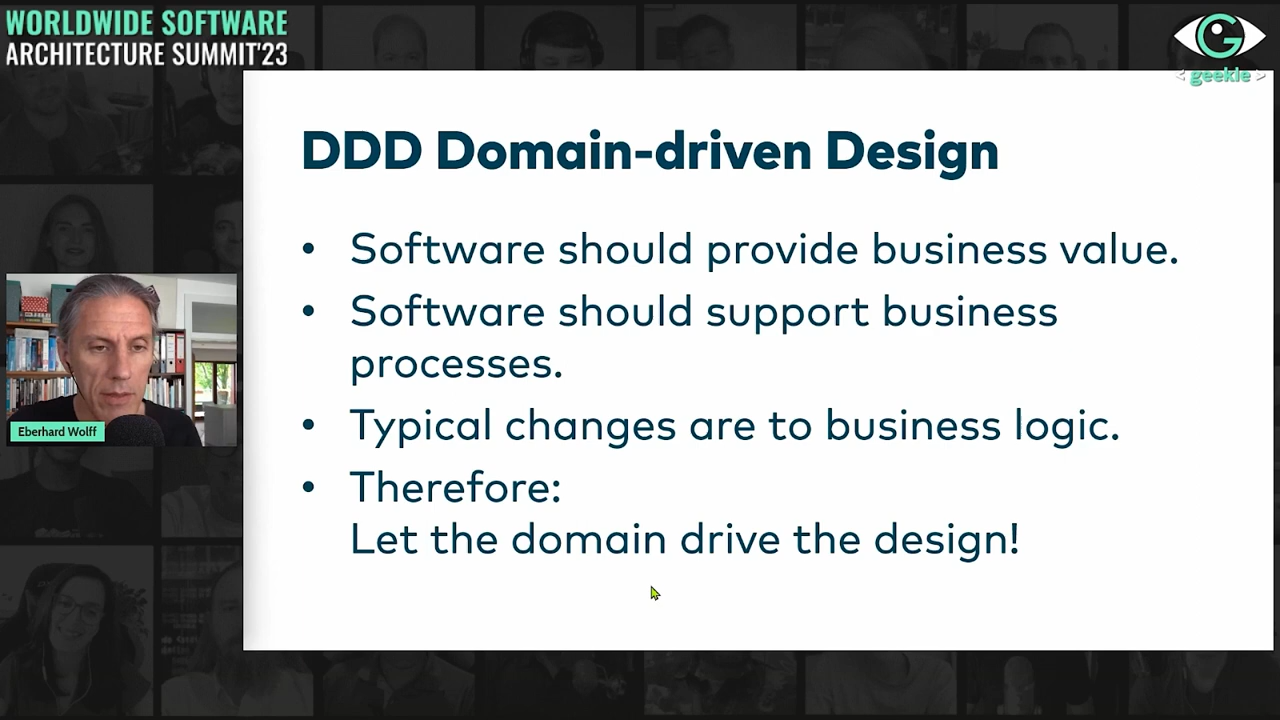 WORLDWIDE SOFTWARE
ARCHITECTURE SUMMIT'23
G
< geekle >
DDD Domain-driven Design
• Software should provide business value.
• Software should support business
processes.
• Typical changes are to business logic.
• Therefore:
Let the domain drive the design!
Eberhard Wolff